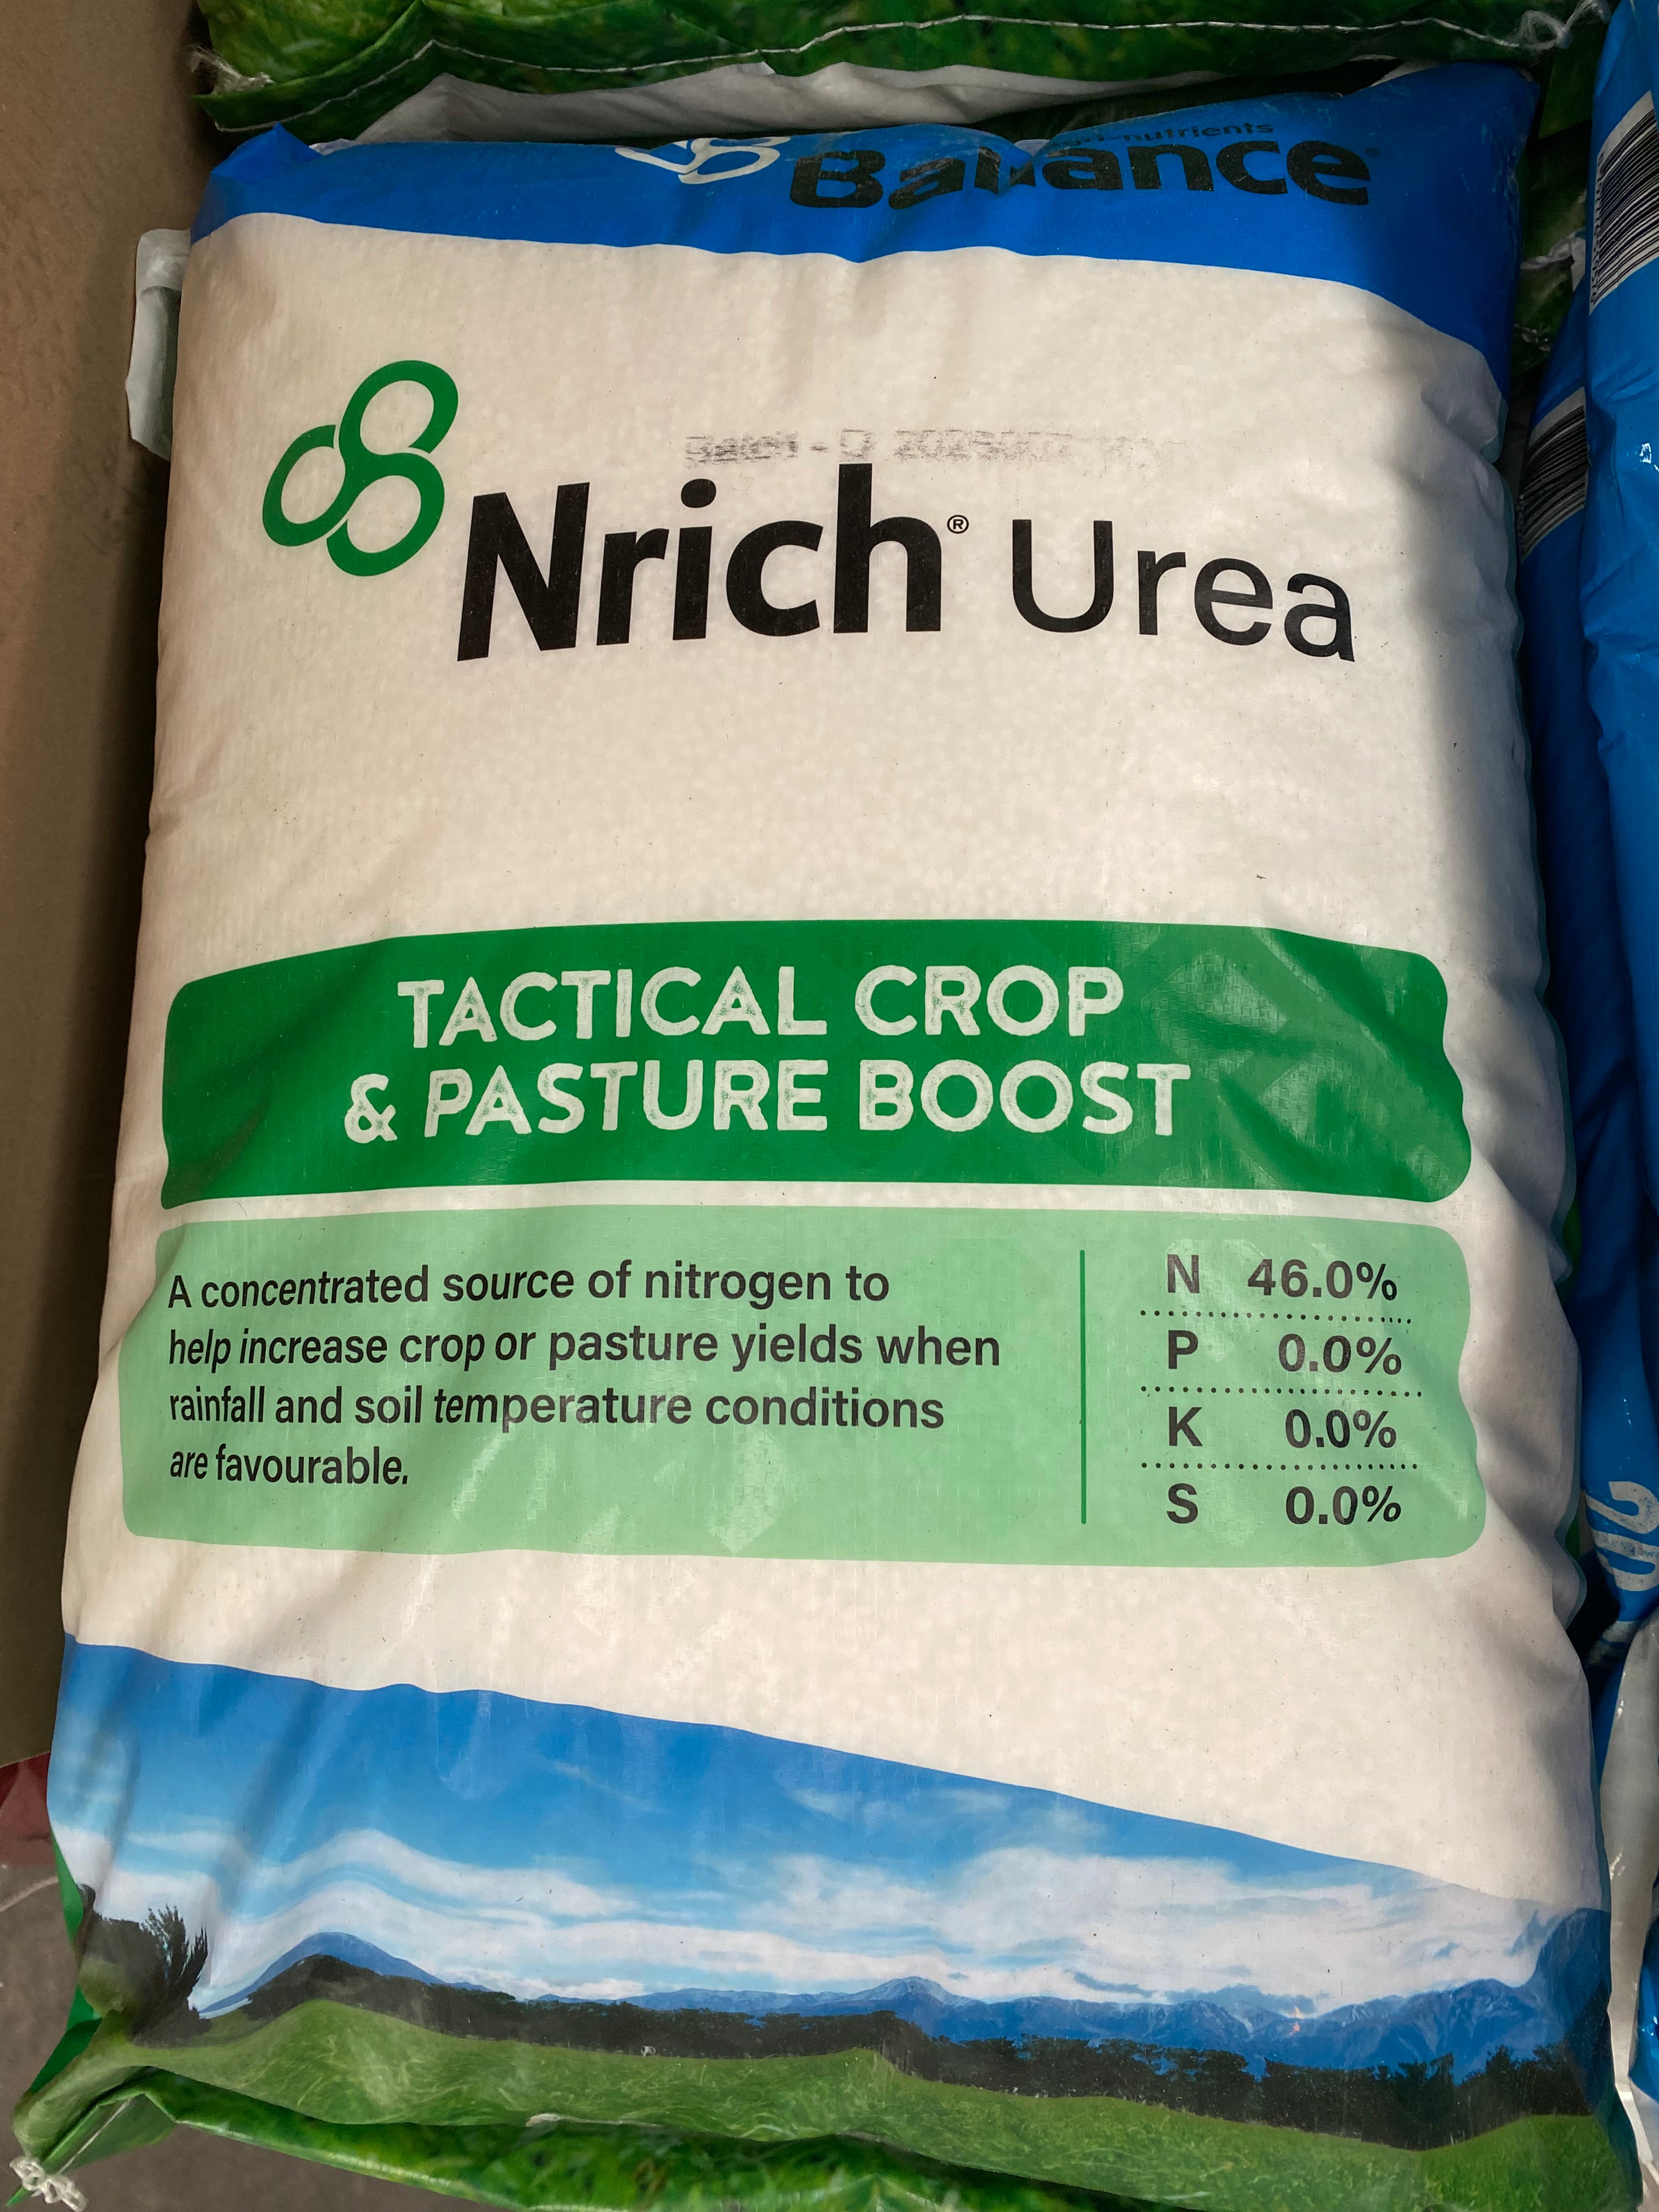 Ballance®
Nrich® Urea
TACTICAL CROP
& PASTURE BOOST
A concentrated source of nitrogen to
help increase crop or pasture yields when
rainfall and soil temperature conditions
are favourable.
N 46.0%
P 0.0%
K 0.0%
S 0.0%